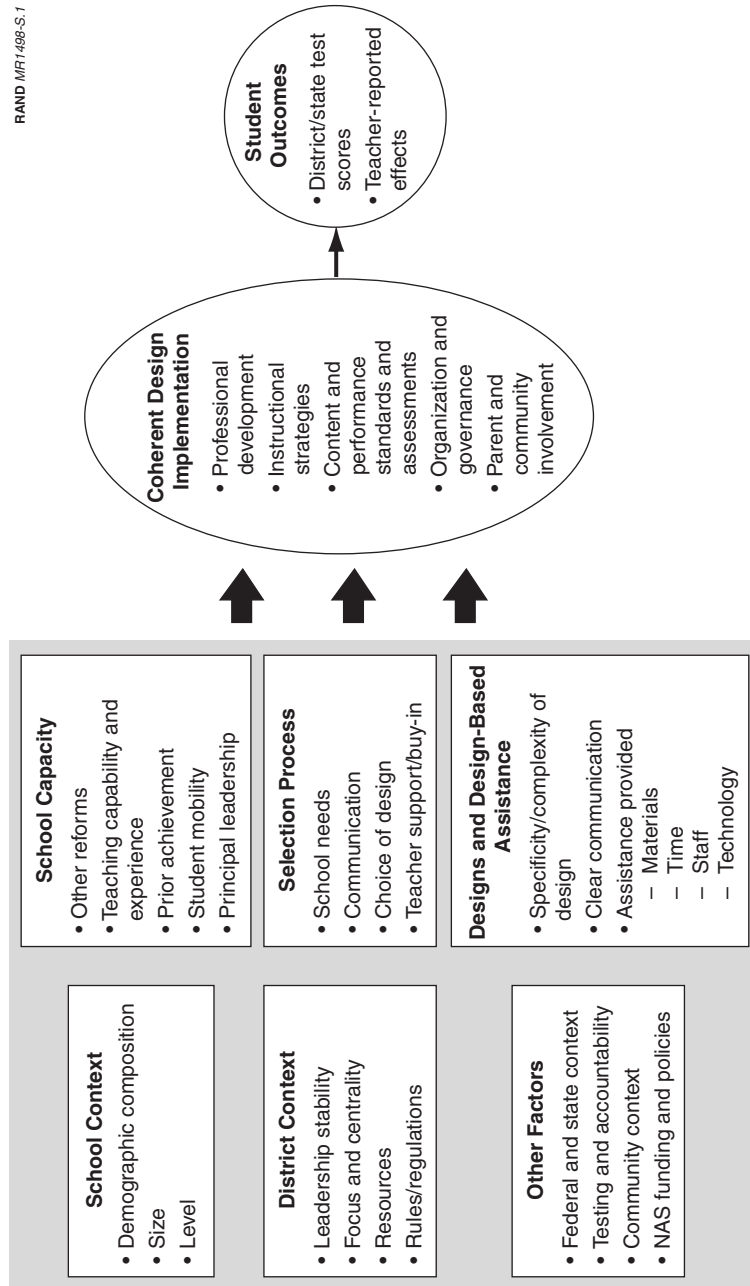 RAND MR1498-S.1
School Context
• Demographic composition
• Size
• Level
District Context
• Leadership stability
• Focus and centrality
• Resources
• Rules/regulations
Other Factors
• Federal and state context
• Testing and accountability
• Community context
• NAS funding and policies
School Capacity
• Other reforms
• Teaching capability and
experience
• Prior achievement
• Student mobility
• Principal leadership
Selection Process
• School needs
• Communication
• Choice of design
• Teacher support/buy-in
Designs and Design-Based
Assistance
• Specificity/complexity of
design
• Clear communication
• Assistance provided
– Materials
– Time
– Staff
– Technology
Coherent Design
Implementation
• Professional
development
• Instructional
strategies
• Content and
performance
standards and
assessments
• Organization and
governance
• Parent and
community
involvement
Student
Outcomes
• District/state test
scores
• Teacher-reported
effects